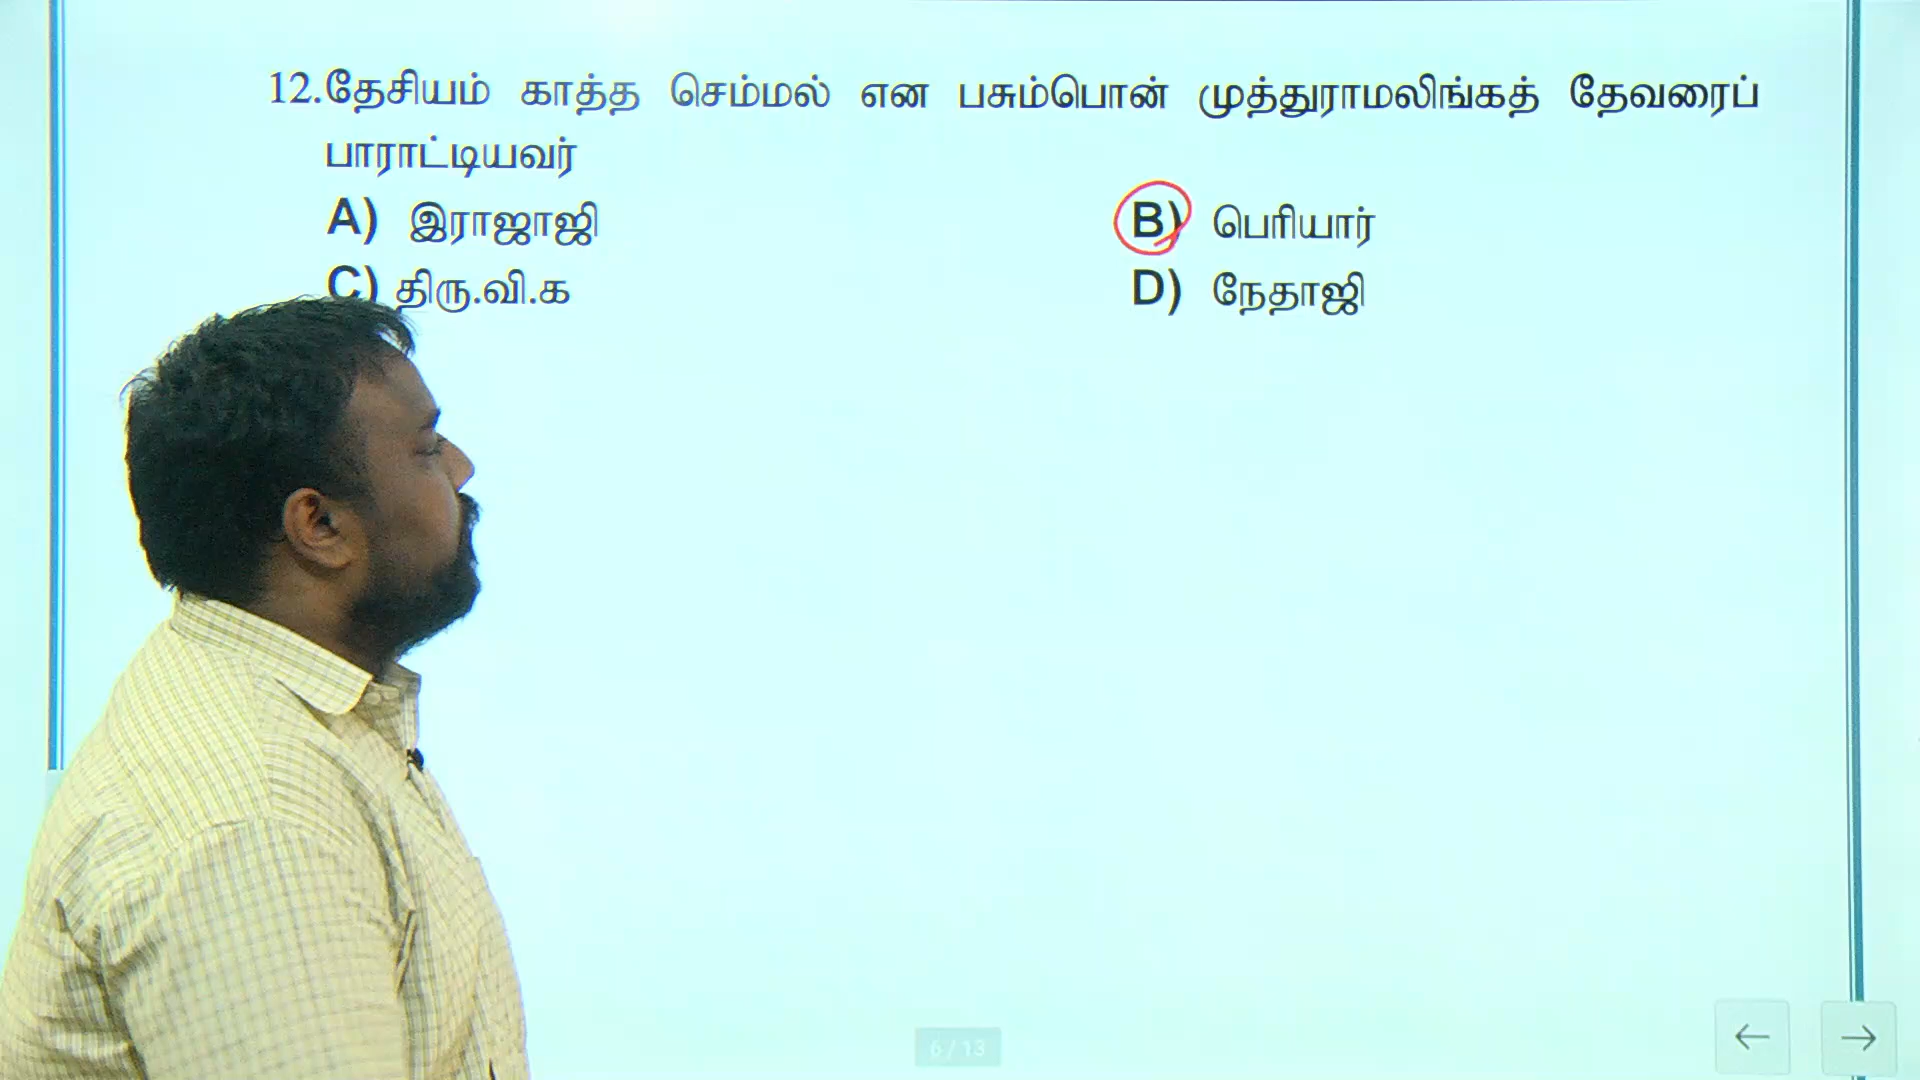 12.தேசியம் காத்த செம்மல் என பசும்பொன் முத்துராமலிங்கத் தேவரைப்
பாராட்டியவர்
A) இராஜாஜி B) பெரியார்
C) திரு.வி.க D) நேதாஜி
6 / 13